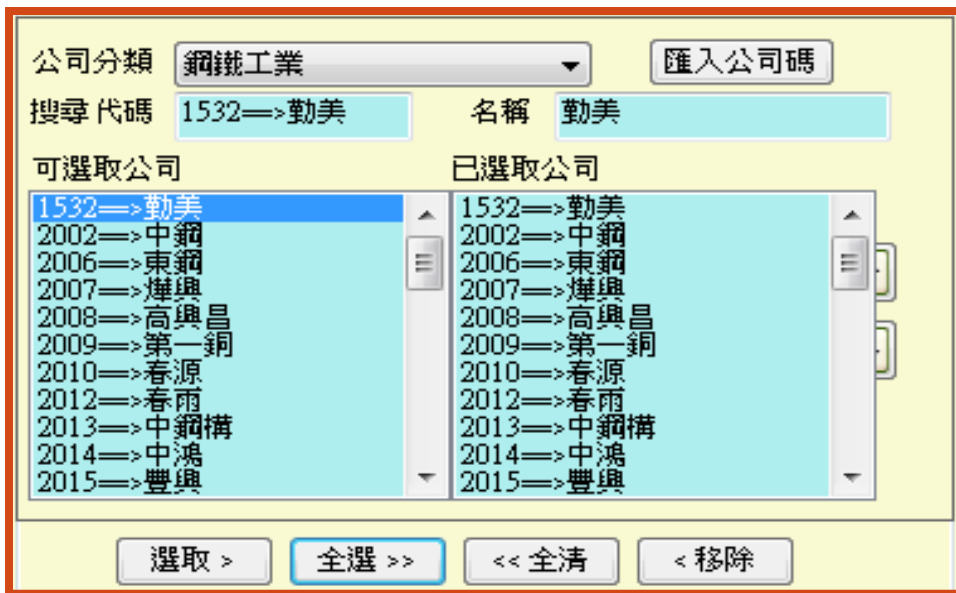 公司分類 鋼鐵工業 匯入公司碼
搜尋 代碼 1532==>勤美 名稱 勤美
可選取公司 已選取公司
1532==>勤美 1532==>勤美
2002==>中鋼 2002==>中鋼
2006==>東鋼 2006==>東鋼
2007==>燁興 2007==>燁興
2008==>高興昌 2008==>高興昌
2009==>第一銅 2009==>第一銅
2010==>春源 2010==>春源
2012==>春雨 2012==>春雨
2013==>中鋼構 2013==>中鋼構
2014==>中鴻 2014==>中鴻
2015==>豐興 2015==>豐興
選取 > 全選 >> << 全清 < 移除